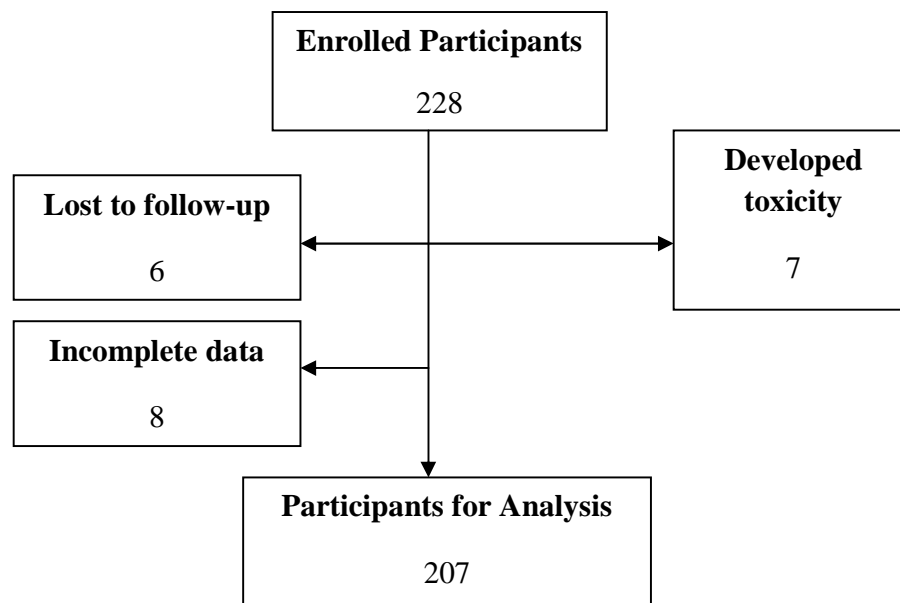 Enrolled Participants
228
Developed
toxicity
7
Lost to follow-up
6
Incomplete data
8
Participants for Analysis
207